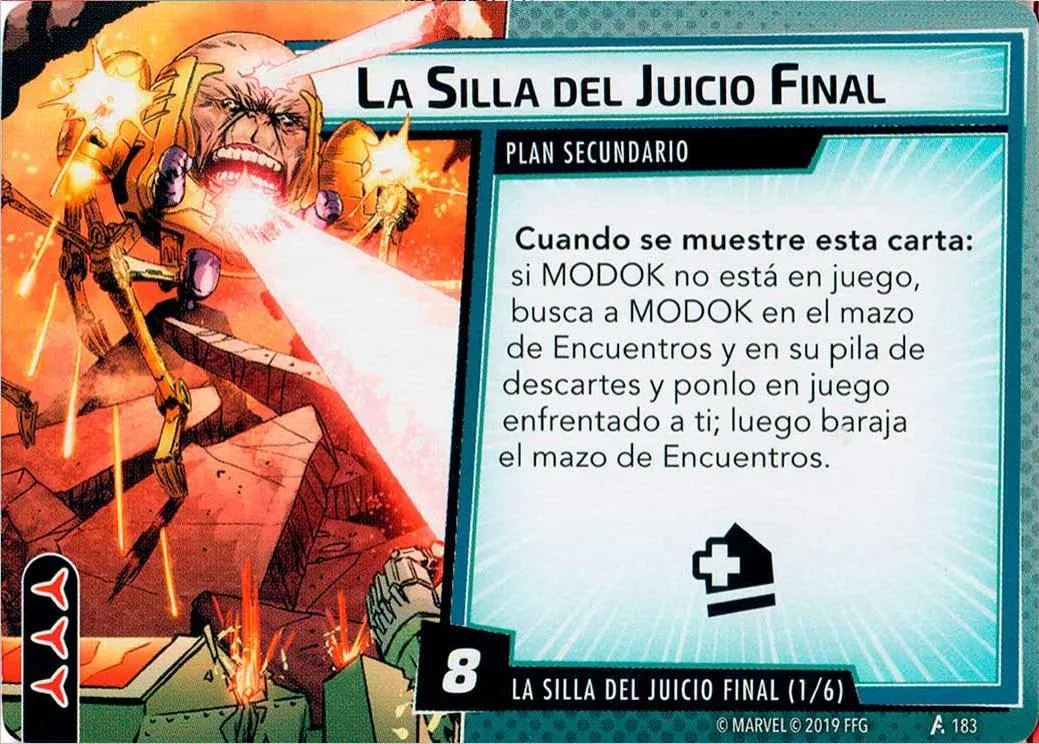 LA SILLA DEL JUICIO FINAL
PLAN SECUNDARIO
Cuando se muestre esta carta:
si MODOK no está en juego,
busca a MODOK en el mazo
de Encuentros y en su pila de
descartes y ponlo en juego
enfrentado a ti; luego baraja
el mazo de Encuentros.
8
LA SILLA DEL JUICIO FINAL (1/6)
© MARVEL © 2019 FFG
183